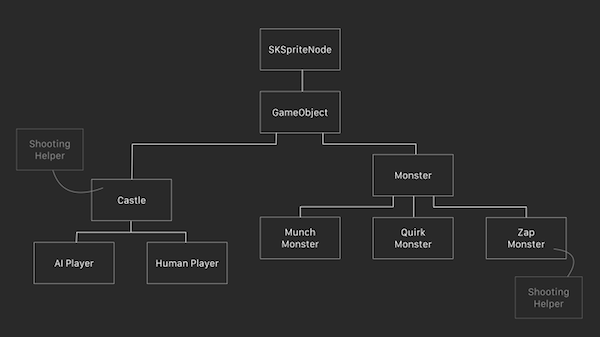 SKSpriteNode
GameObject
Shooting
Helper
Castle
Monster
AI Player
Human Player
Munch
Monster
Quirk
Monster
Zap
Monster
Shooting
Helper